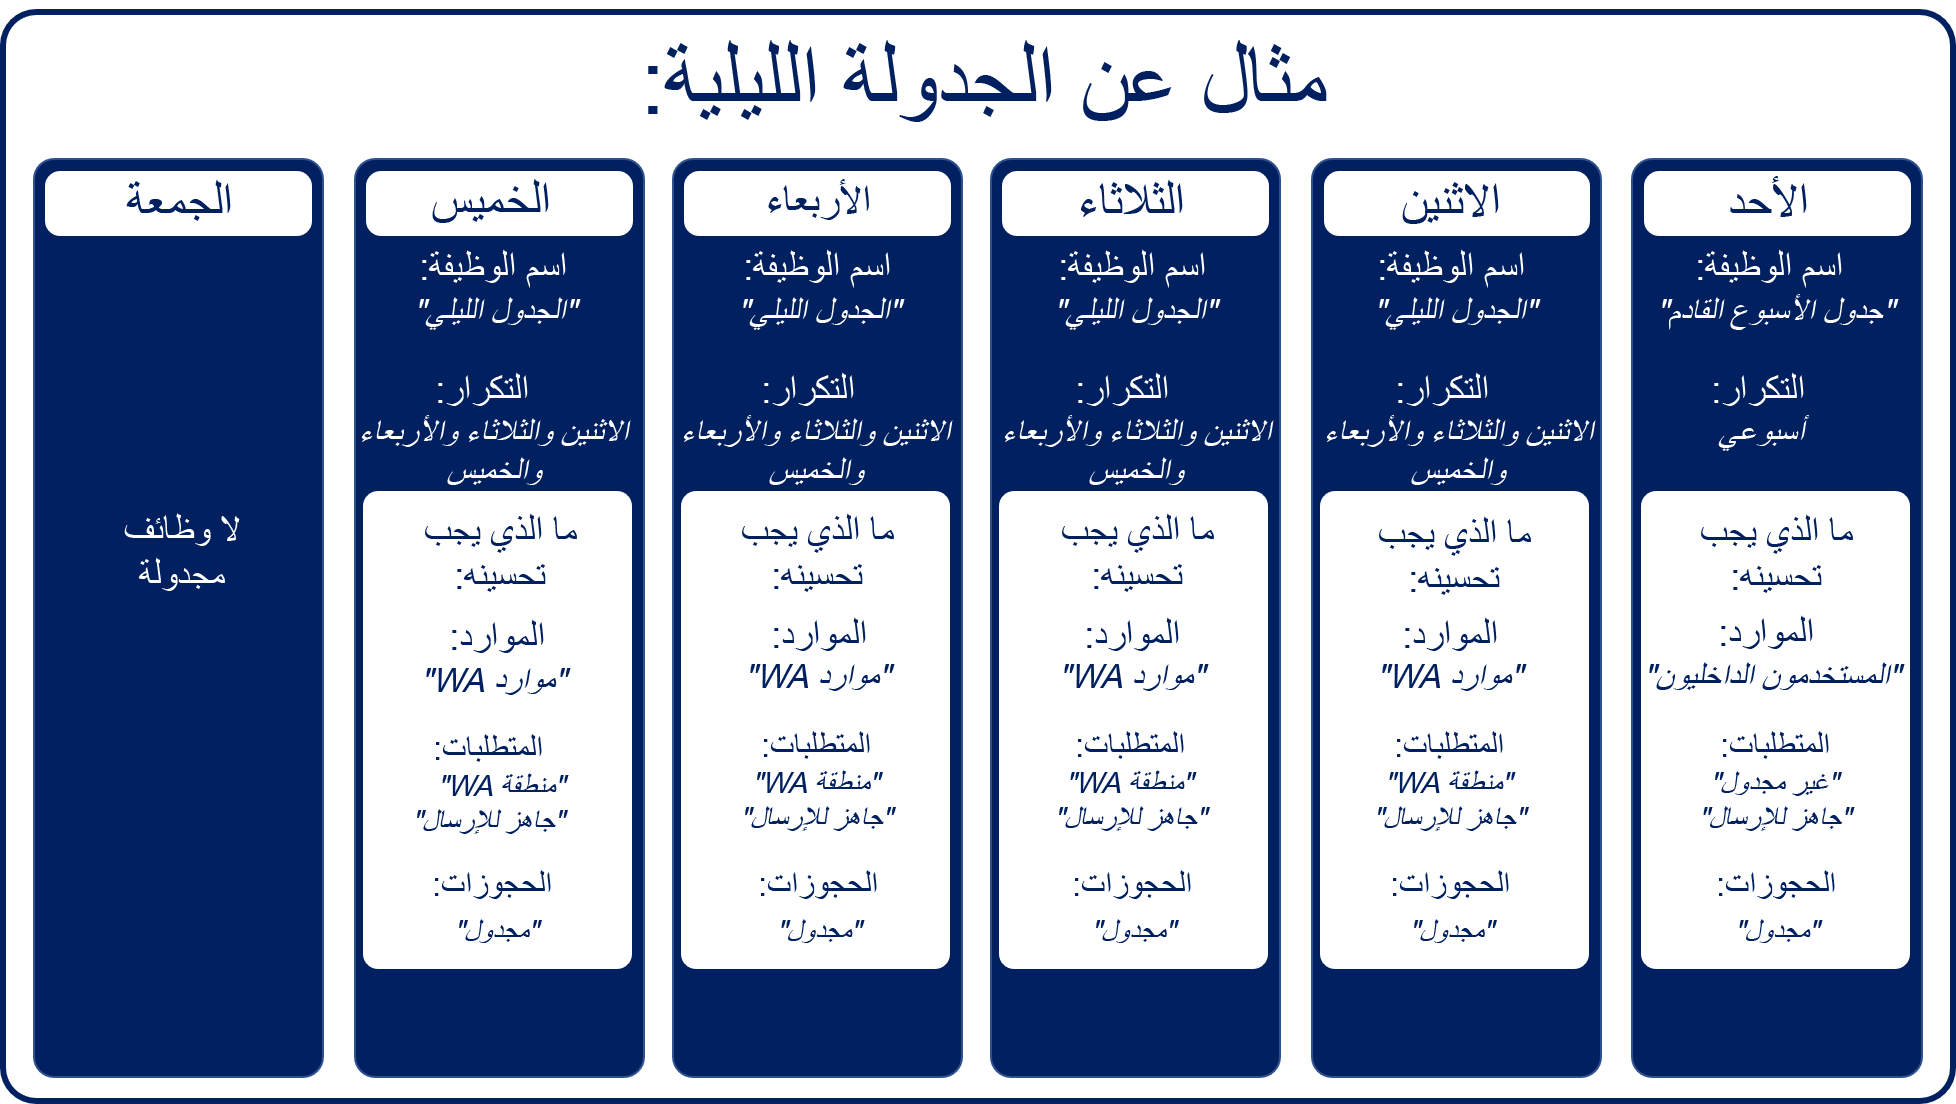 مثال عن الجدولة الليلية:
الأحد
اسم الوظيفة:
"جدول الأسبوع القادم"
التكرار:
أسبوعي
ما الذي يجب
تحسينه:
الموارد:
"المستخدمون الداخليون"
المتطلبات:
"غير مجدول"
"جاهز للإرسال"
الحجوزات:
"مجدول"
الاثنين
اسم الوظيفة:
"الجدول الليلي"
التكرار:
الاثنين والثلاثاء والأربعاء
والخميس
ما الذي يجب
تحسينه:
الموارد:
"موارد WA"
المتطلبات:
"منطقة WA"
"جاهز للإرسال"
الحجوزات:
"مجدول"
الثلاثاء
اسم الوظيفة:
"الجدول الليلي"
التكرار:
الاثنين والثلاثاء والأربعاء
والخميس
ما الذي يجب
تحسينه:
الموارد:
"موارد WA"
المتطلبات:
"منطقة WA"
"جاهز للإرسال"
الحجوزات:
"مجدول"
الأربعاء
اسم الوظيفة:
"الجدول الليلي"
التكرار:
الاثنين والثلاثاء والأربعاء
والخميس
ما الذي يجب
تحسينه:
الموارد:
"موارد WA"
المتطلبات:
"منطقة WA"
"جاهز للإرسال"
الحجوزات:
"مجدول"
الخميس
اسم الوظيفة:
"الجدول الليلي"
التكرار:
الاثنين والثلاثاء والأربعاء
والخميس
ما الذي يجب
تحسينه:
الموارد:
"موارد WA"
المتطلبات:
"منطقة WA"
"جاهز للإرسال"
الحجوزات:
"مجدول"
الجمعة
لا وظائف
مجدولة